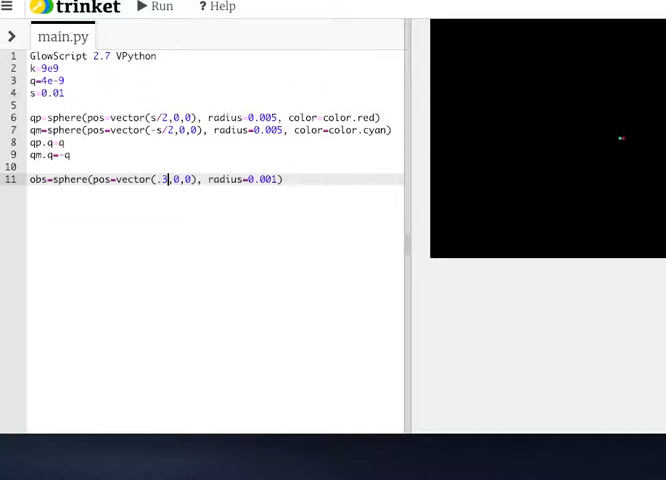 trinket Run ? Help
main.py
1 GlowScript 2.7 VPython
2 k=9e9
3 q=4e-9
4 s=0.01
5
6 qp=sphere(pos=vector(s/2,0,0), radius=0.005, color=color.red)
7 qm=sphere(pos=vector(-s/2,0,0), radius=0.005, color=color.cyan)
8 qp.q=q
9 qm.q=-q
10
11 obs=sphere(pos=vector(.3,0,0), radius=0.001)